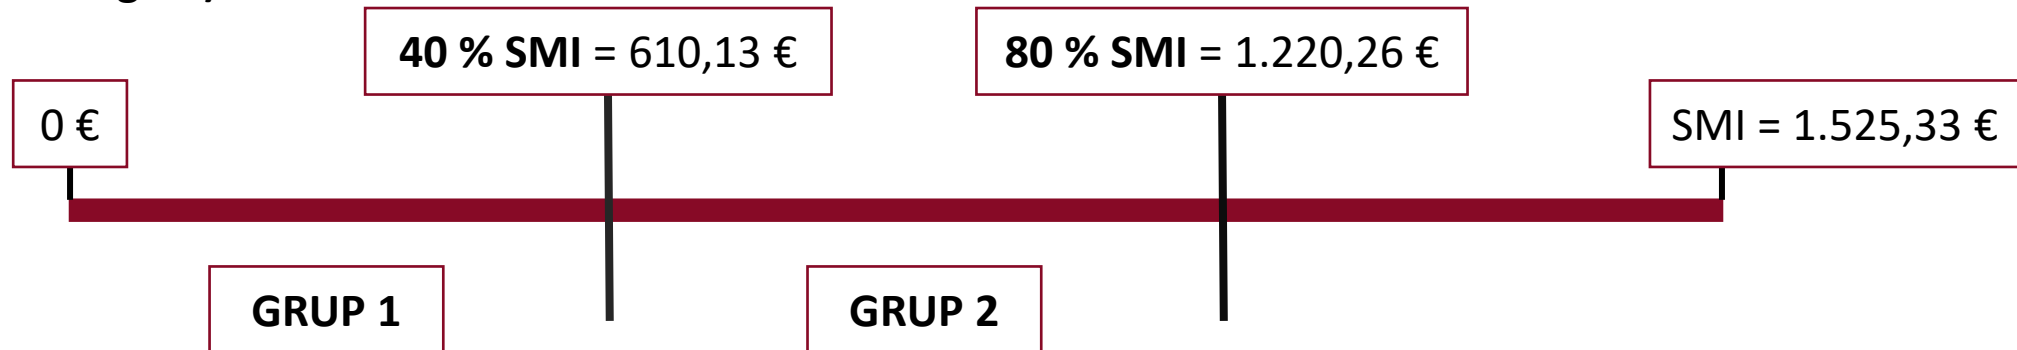 40 % SMI = 610,13 €
80 % SMI = 1.220,26 €
0 €
SMI = 1.525,33 €
GRUP 1
GRUP 2